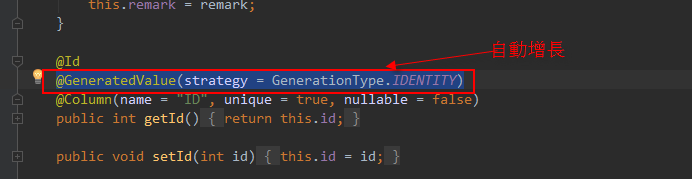 this.remark = remark;
}
自動增長
@Id
@GeneratedValue(strategy = GenerationType.IDENTITY)
@Column(name = "ID", unique = true, nullable = false)
public int getId() { return this.id; }
public void setId(int id) { this.id = id; }